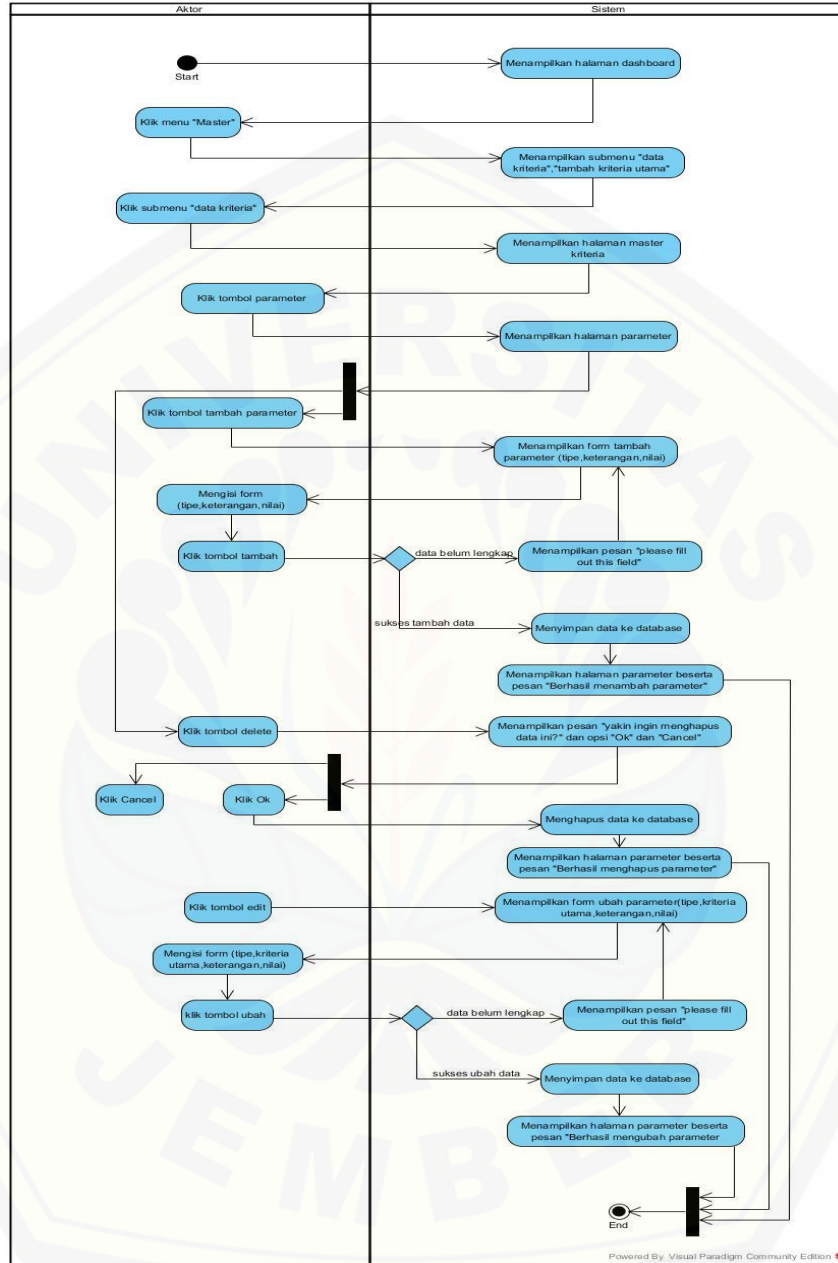 Aktor
Sistem
Start
Menampilkan halaman dashboard
Klik menu "Master"
Menampilkan submenu "data
kriteria","tambah kriteria utama"
Klik submenu "data kriteria"
Menampilkan halaman master
kriteria
Klik tombol parameter
Menampilkan halaman parameter
Klik tombol tambah parameter
Menampilkan form tambah
parameter (tipe,keterangan,nilai)
Mengisi form
(tipe,keterangan,nilai)
Klik tombol tambah
data belum lengkap
Menampilkan pesan "please fill
out this field"
sukses tambah data
Menyimpan data ke database
Menampilkan halaman parameter beserta
pesan "Berhasil menambah parameter"
Klik tombol delete
Menampilkan pesan "yakin ingin menghapus
data ini?" dan opsi "Ok" dan "Cancel"
Klik Cancel
Klik Ok
Menghapus data ke database
Menampilkan halaman parameter beserta
pesan "Berhasil menghapus parameter"
Klik tombol edit
Menampilkan form ubah parameter(tipe,kriteria
utama,keterangan,nilai)
Mengisi form (tipe,kriteria
utama,keterangan,nilai)
klik tombol ubah
data belum lengkap
Menampilkan pesan "please fill
out this field"
sukses ubah data
Menyimpan data ke database
Menampilkan halaman parameter beserta
pesan "Berhasil mengubah parameter
End
Powered By Visual Paradigm Community Edition
UNIVERSITAS
JEMBER